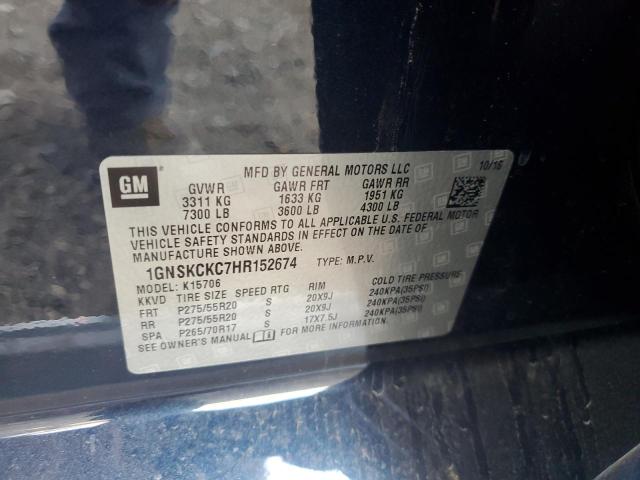 GM
MFD BY GENERAL MOTORS LLC 10/16
GVWR GAWR FRT GAWR RR
3311 KG 1633 KG 1951 KG
7300 LB 3600 LB 4300 LB
THIS VEHICLE CONFORMS TO ALL APPLICABLE U.S. FEDERAL MOTOR
VEHICLE SAFETY STANDARDS IN EFFECT ON THE DATE OF
MANUFACTURE SHOWN ABOVE.
1GNSKCKC7HR152674 TYPE: M.P.V.
MODEL: K15706
KKVD TIRE SIZE SPEED RTG RIM COLD TIRE PRESSURE
FRT P275/55R20 S 20X9J 240KPA(35PSI)
RR P275/55R20 S 20X9J 240KPA(35PSI)
SPA P265/70R17 S 17X7.5J 240KPA(35PSI)
SEE OWNER'S MANUAL FOR MORE INFORMATION.